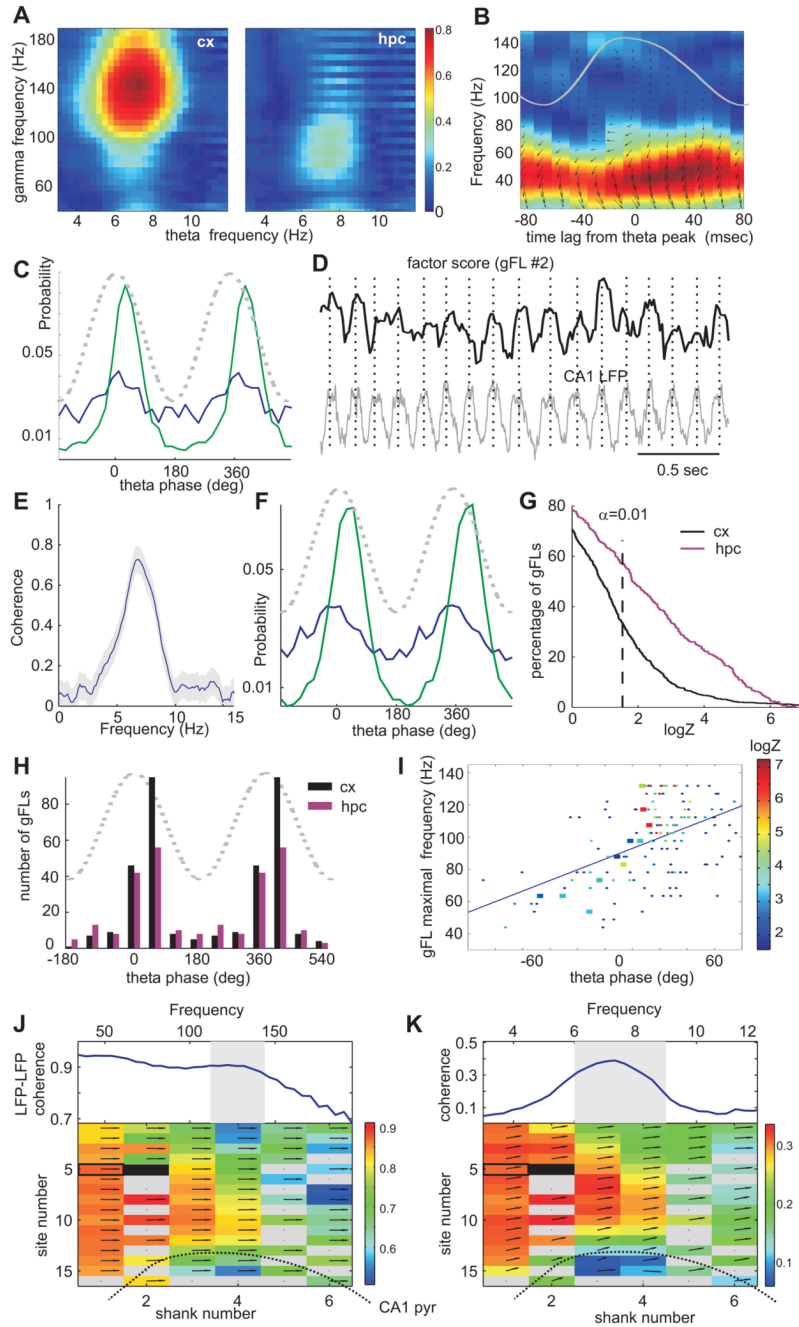 A
B
cx
hpc
gamma frequency (Hz)
180
140
100
60
4 6 8 10 12
4 6 8 10 12
theta frequency (Hz)
0.8
0.6
0.4
0.2
0
Frequency (Hz)
140
120
100
80
60
40
-80 -40 0 40 80
time lag from theta peak (msec)
C
Probability
0.05
0.01
0 180 360
theta phase (deg)
D
factor score (gFL #2)
CA1 LFP
0.5 sec
E
Coherence
1
0.8
0.6
0.4
0.2
0
0 5 10 15
Frequency (Hz)
F
Probability
0.05
0.01
0 180 360
theta phase (deg)
G
percentage of gFLs
80
60
40
20
0
α=0.01
cx
hpc
0 2 4 6
logZ
H
number of gFLs
80
60
40
20
0
cx
hpc
-180 0 180 360 540
theta phase (deg)
I
gFL maximal frequency (Hz)
140
120
100
80
60
40
-60 0 60
theta phase (deg)
logZ
7
6
5
4
3
2
J
Frequency
50 100 150
LFP-LFP
coherence
0.9
0.7
site number
5
10
15
2 4 6
shank number
CA1 pyr
0.9
0.8
0.7
0.6
K
Frequency
4 6 8 10 12
coherence
0.5
0.3
0.1
site number
5
10
15
2 4 6
shank number
0.3
0.2
0.1